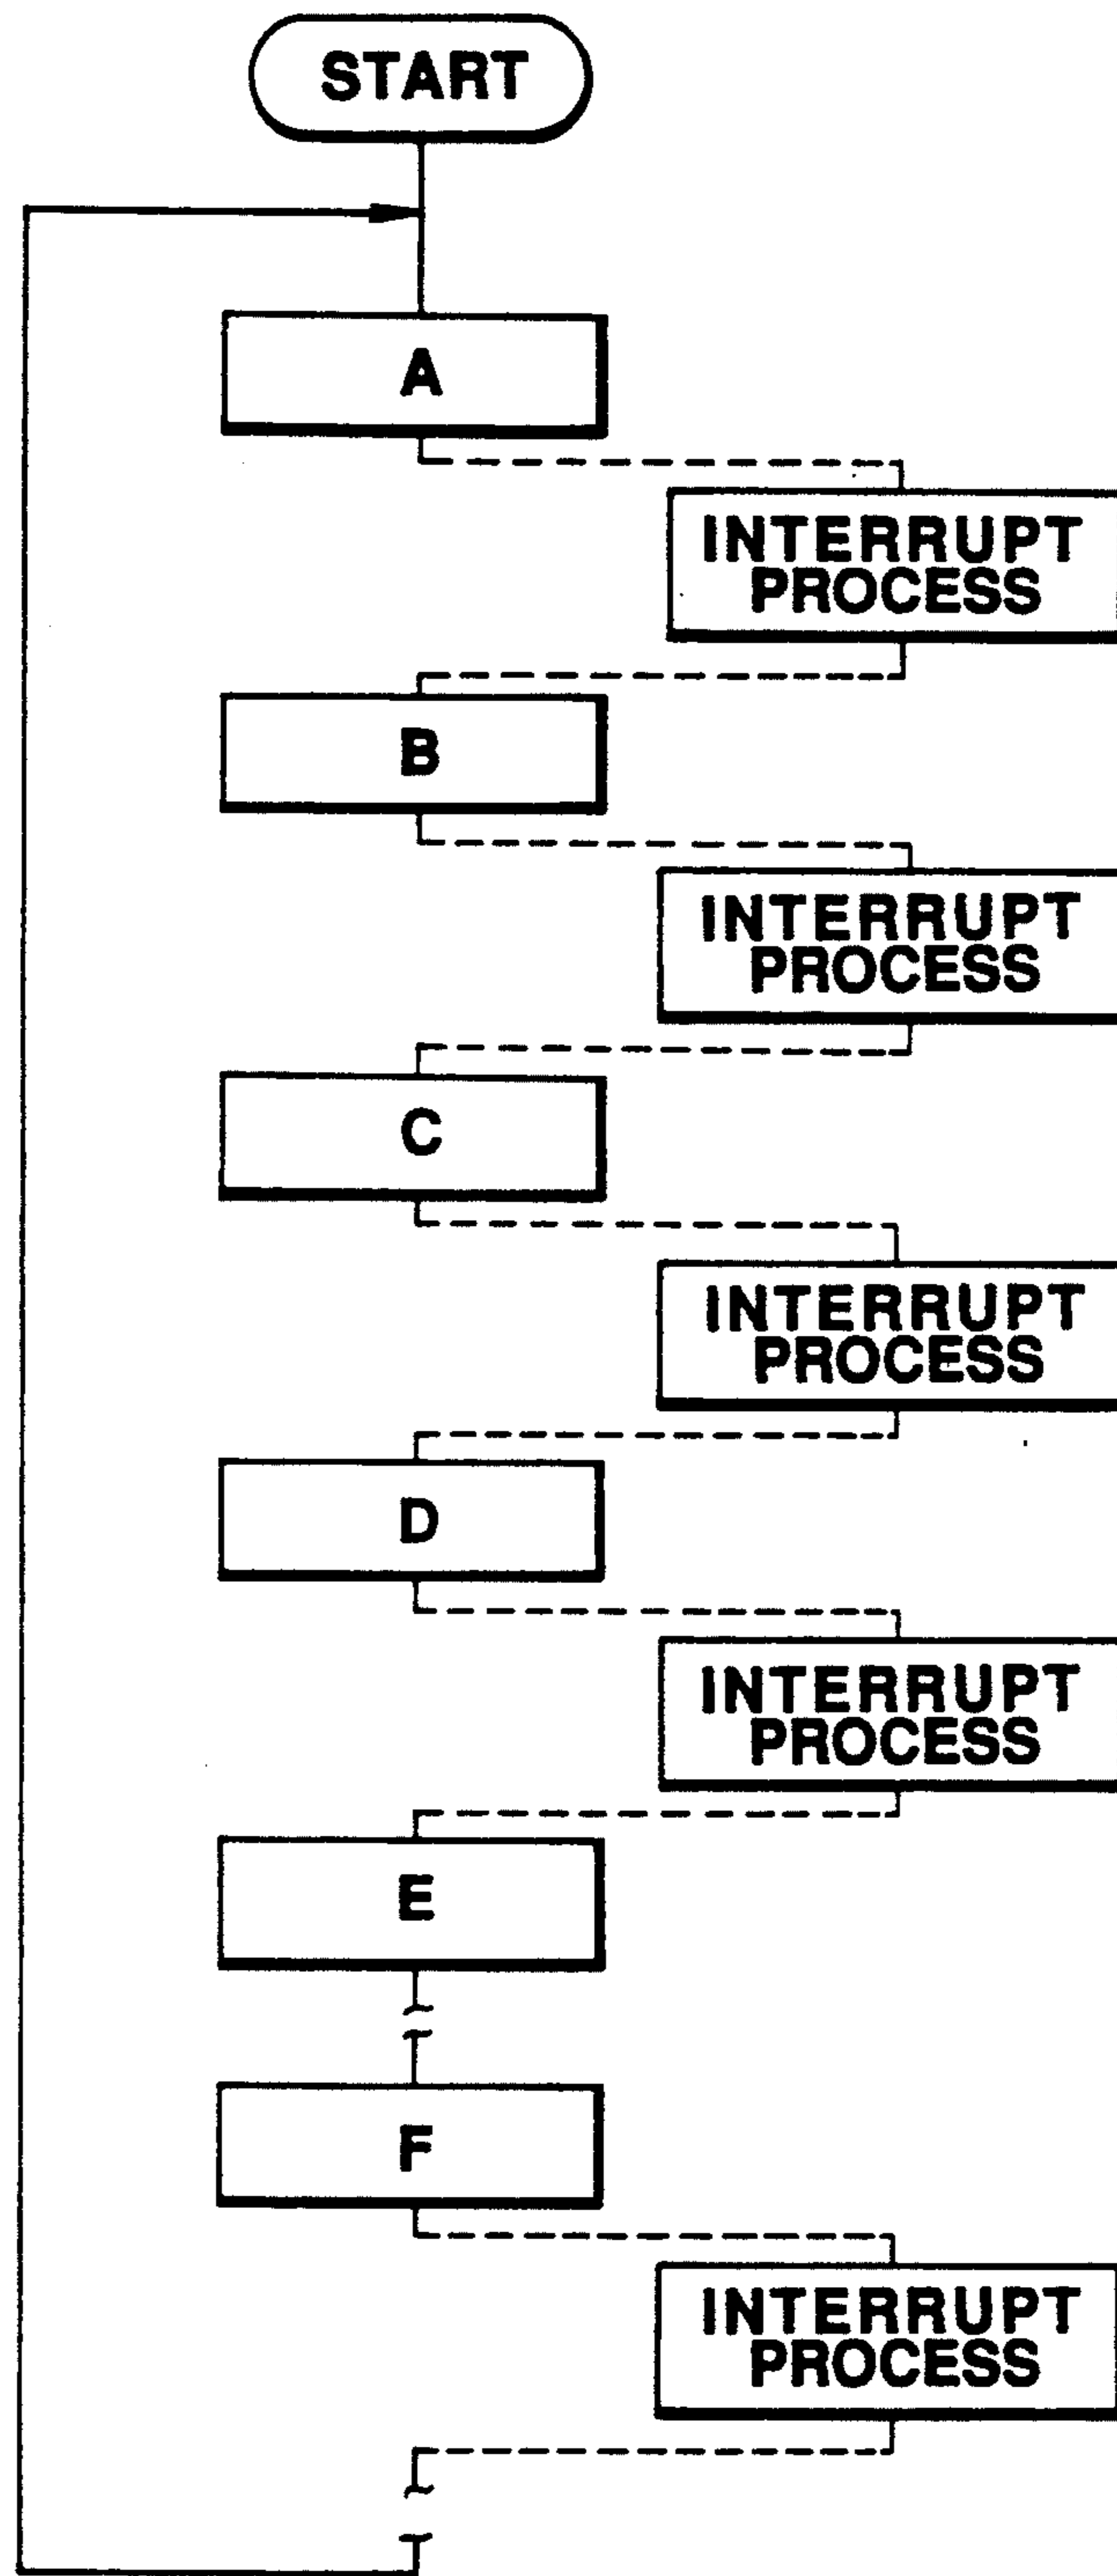 START
A
INTERRUPT
PROCESS
B
INTERRUPT
PROCESS
C
INTERRUPT
PROCESS
D
INTERRUPT
PROCESS
E
F
INTERRUPT
PROCESS